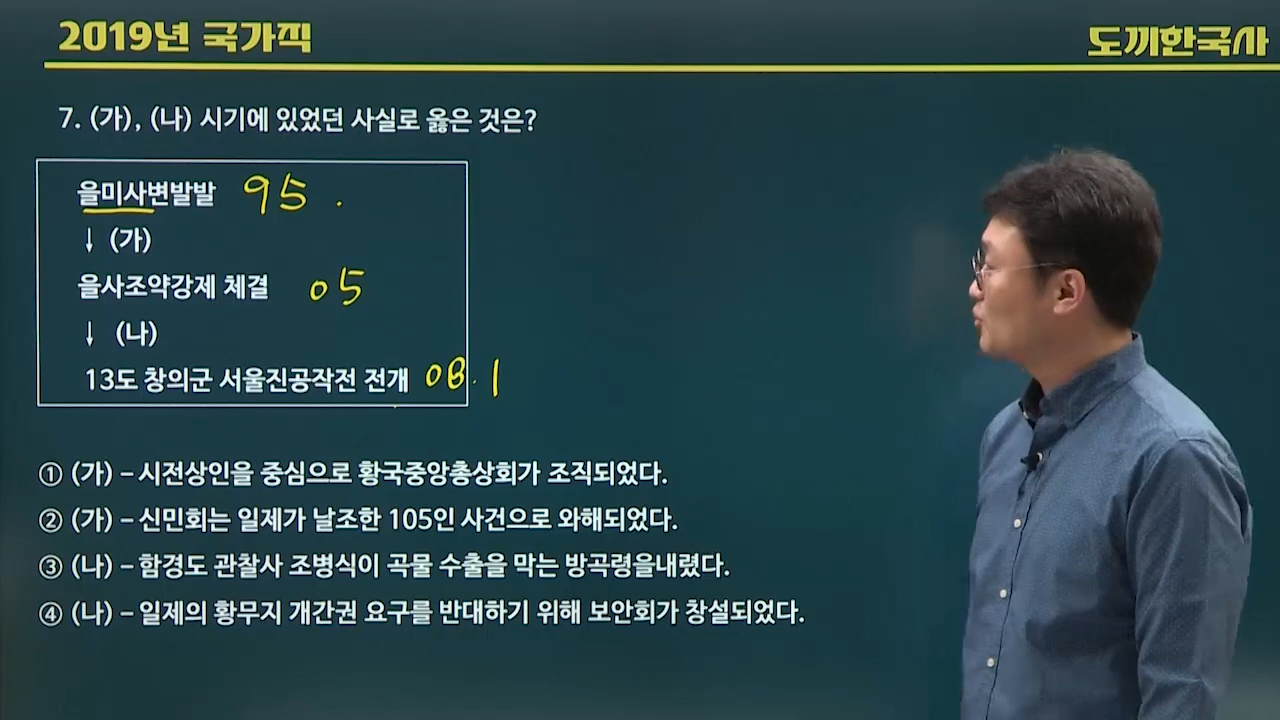 2019년 국가직
도끼한국사
7. (가), (나) 시기에 있었던 사실로 옳은 것은?
을미사변발발 95.
↓ (가)
을사조약강제 체결 05
↓ (나)
13도 창의군 서울진공작전 전개 08.1
① (가) – 시전상인을 중심으로 황국중앙총상회가 조직되었다.
② (가) – 신민회는 일제가 날조한 105인 사건으로 와해되었다.
③ (나) – 함경도 관찰사 조병식이 곡물 수출을 막는 방곡령을내렸다.
④ (나) – 일제의 황무지 개간권 요구를 반대하기 위해 보안회가 창설되었다.